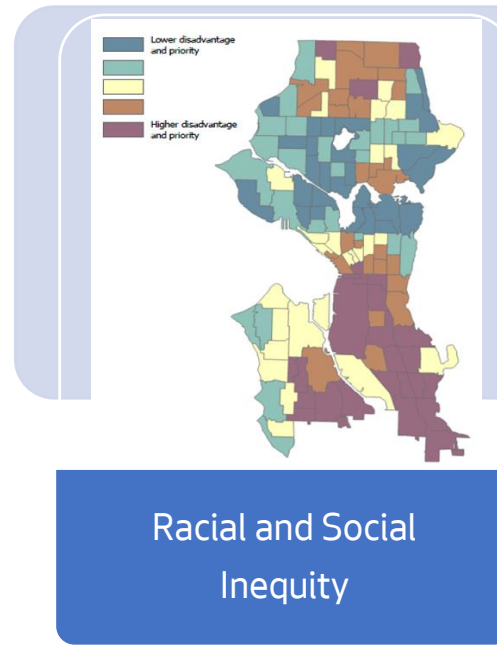 Lower disadvantage
and priority
Higher disadvantage
and priority
Racial and Social
Inequity